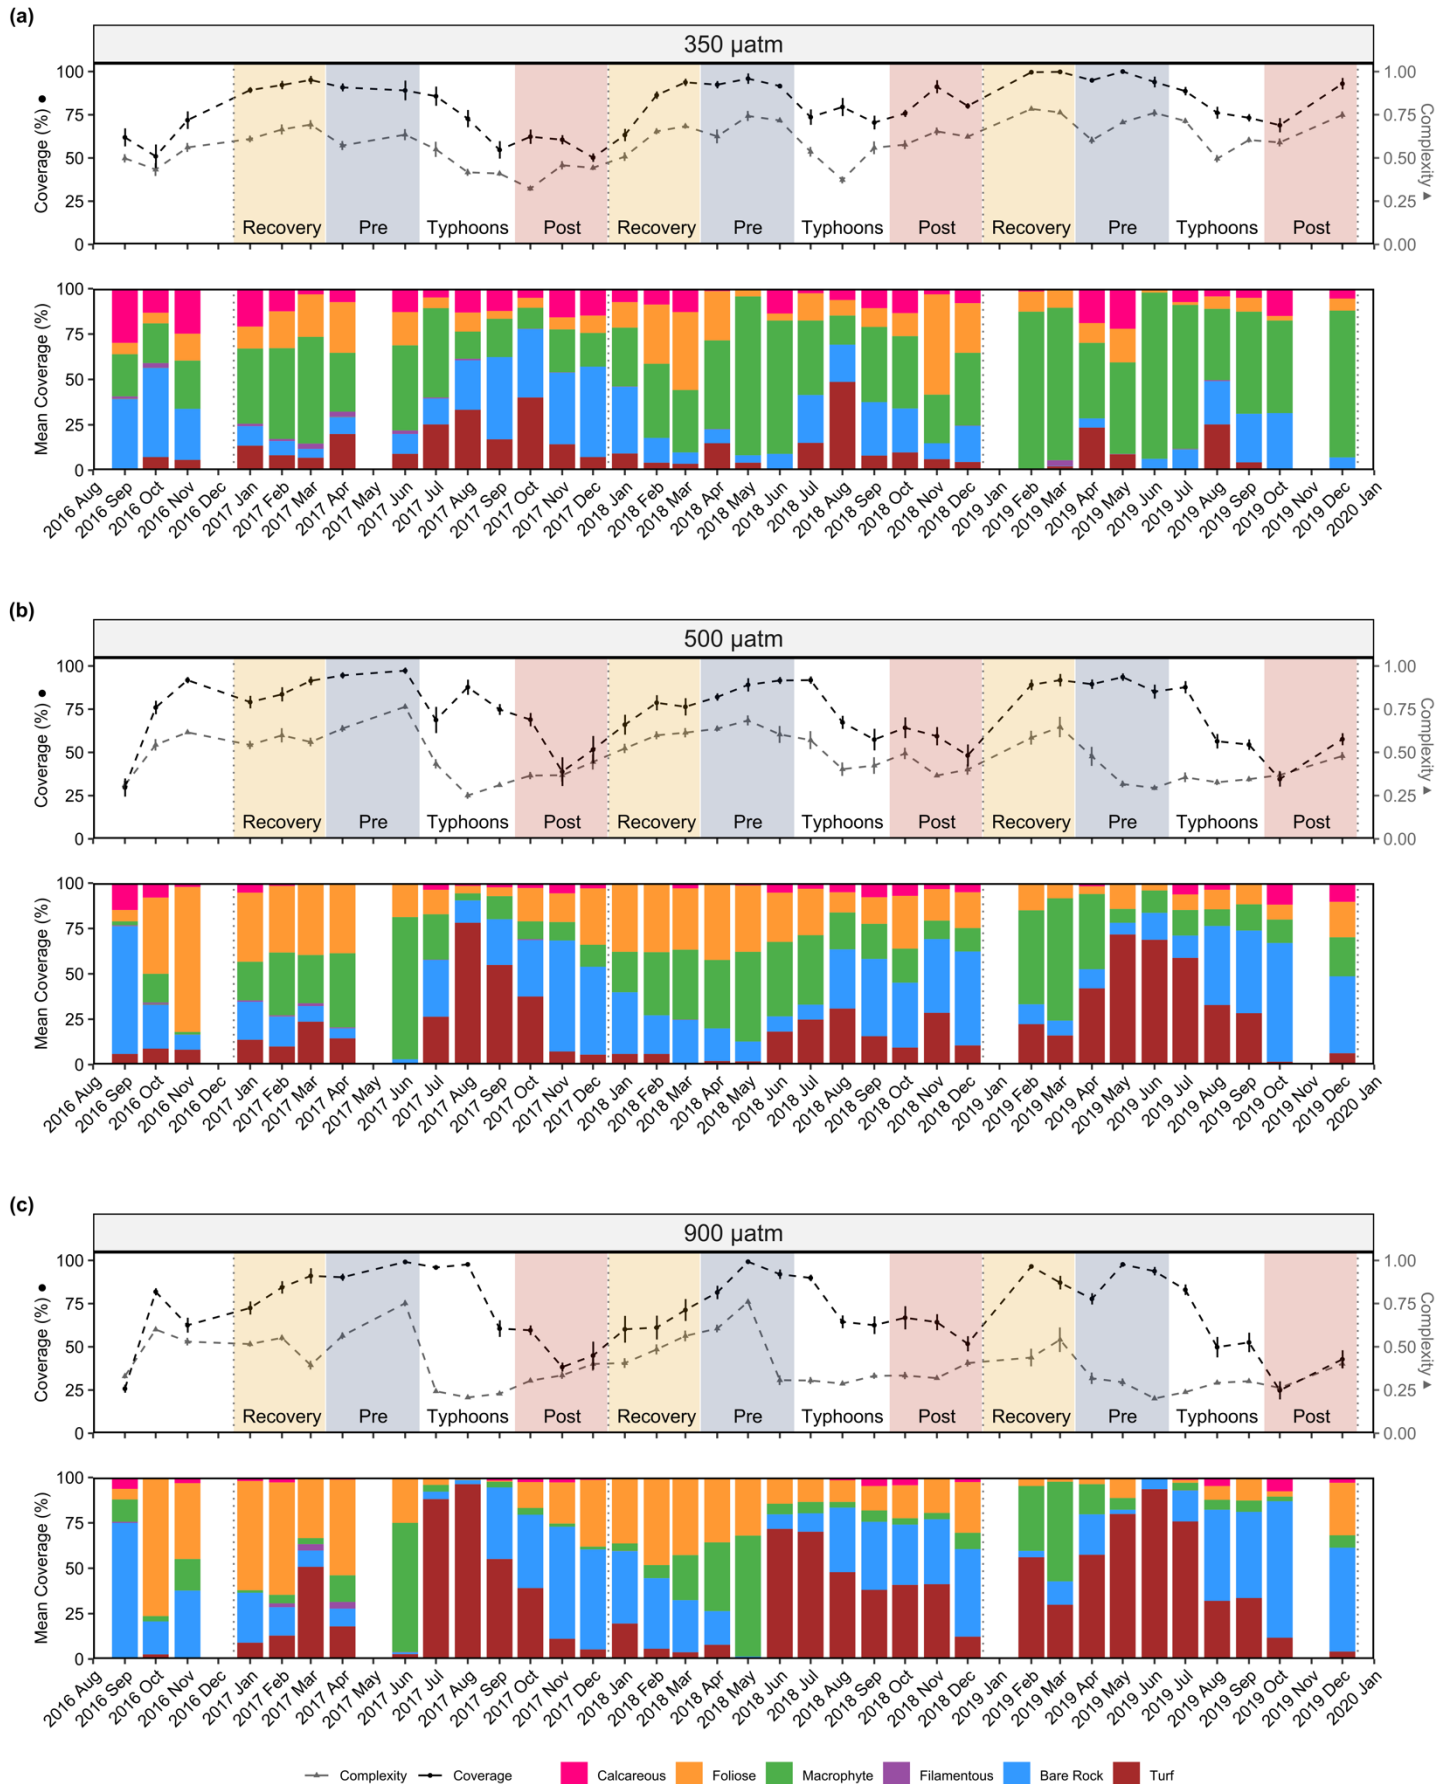 (a)
350 µatm
100
75
50
25
0
Coverage (%) ●
1.00
0.75
0.50
0.25
0.00
Complexity ▲
Recovery Pre Typhoons Post Recovery Pre Typhoons Post Recovery Pre Typhoons Post
100
75
50
25
0
Mean Coverage (%)
2016 Aug 2016 Sep 2016 Oct 2016 Nov 2016 Dec 2017 Jan 2017 Feb 2017 Mar 2017 Apr 2017 May 2017 Jun 2017 Jul 2017 Aug 2017 Sep 2017 Oct 2017 Nov 2017 Dec 2018 Jan 2018 Feb 2018 Mar 2018 Apr 2018 May 2018 Jun 2018 Jul 2018 Aug 2018 Sep 2018 Oct 2018 Nov 2018 Dec 2019 Jan 2019 Feb 2019 Mar 2019 Apr 2019 May 2019 Jun 2019 Jul 2019 Aug 2019 Sep 2019 Oct 2019 Nov 2019 Dec 2020 Jan
(b)
500 µatm
100
75
50
25
0
Coverage (%) ●
1.00
0.75
0.50
0.25
0.00
Complexity ▲
Recovery Pre Typhoons Post Recovery Pre Typhoons Post Recovery Pre Typhoons Post
100
75
50
25
0
Mean Coverage (%)
2016 Aug 2016 Sep 2016 Oct 2016 Nov 2016 Dec 2017 Jan 2017 Feb 2017 Mar 2017 Apr 2017 May 2017 Jun 2017 Jul 2017 Aug 2017 Sep 2017 Oct 2017 Nov 2017 Dec 2018 Jan 2018 Feb 2018 Mar 2018 Apr 2018 May 2018 Jun 2018 Jul 2018 Aug 2018 Sep 2018 Oct 2018 Nov 2018 Dec 2019 Jan 2019 Feb 2019 Mar 2019 Apr 2019 May 2019 Jun 2019 Jul 2019 Aug 2019 Sep 2019 Oct 2019 Nov 2019 Dec 2020 Jan
(c)
900 µatm
100
75
50
25
0
Coverage (%) ●
1.00
0.75
0.50
0.25
0.00
Complexity ▲
Recovery Pre Typhoons Post Recovery Pre Typhoons Post Recovery Pre Typhoons Post
100
75
50
25
0
Mean Coverage (%)
2016 Aug 2016 Sep 2016 Oct 2016 Nov 2016 Dec 2017 Jan 2017 Feb 2017 Mar 2017 Apr 2017 May 2017 Jun 2017 Jul 2017 Aug 2017 Sep 2017 Oct 2017 Nov 2017 Dec 2018 Jan 2018 Feb 2018 Mar 2018 Apr 2018 May 2018 Jun 2018 Jul 2018 Aug 2018 Sep 2018 Oct 2018 Nov 2018 Dec 2019 Jan 2019 Feb 2019 Mar 2019 Apr 2019 May 2019 Jun 2019 Jul 2019 Aug 2019 Sep 2019 Oct 2019 Nov 2019 Dec 2020 Jan
Complexity Coverage Calcareous Foliose Macrophyte Filamentous Bare Rock Turf